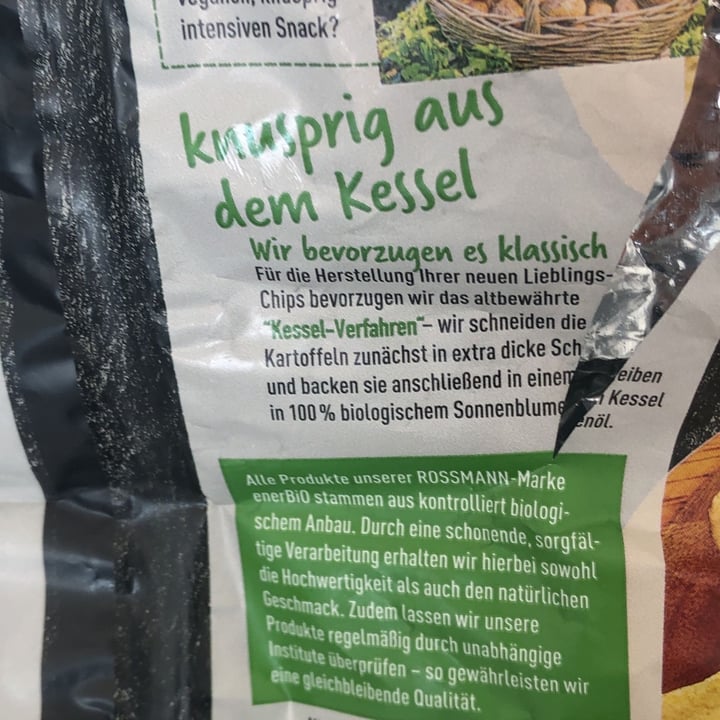 intensiven Snack?
knusprig aus
dem Kessel
Wir bevorzugen es klassisch
Für die Herstellung Ihrer neuen Lieblings-
Chips bevorzugen wir das altbewährte
"Kessel-Verfahren"– wir schneiden die
Kartoffeln zunächst in extra dicke Sch eiben
und backen sie anschließend in einem Kessel
in 100 % biologischem Sonnenblume enöl.
Alle Produkte unserer ROSSMANN-Marke
enerBiO stammen aus kontrolliert biologi-
schem Anbau. Durch eine schonende, sorgfäl-
tige Verarbeitung erhalten wir hierbei sowohl
die Hochwertigkeit als auch den natürlichen
Geschmack. Zudem lassen wir unsere
Produkte regelmäßig durch unabhängige
Institute überprüfen – so gewährleisten wir
eine gleichbleibende Qualität.